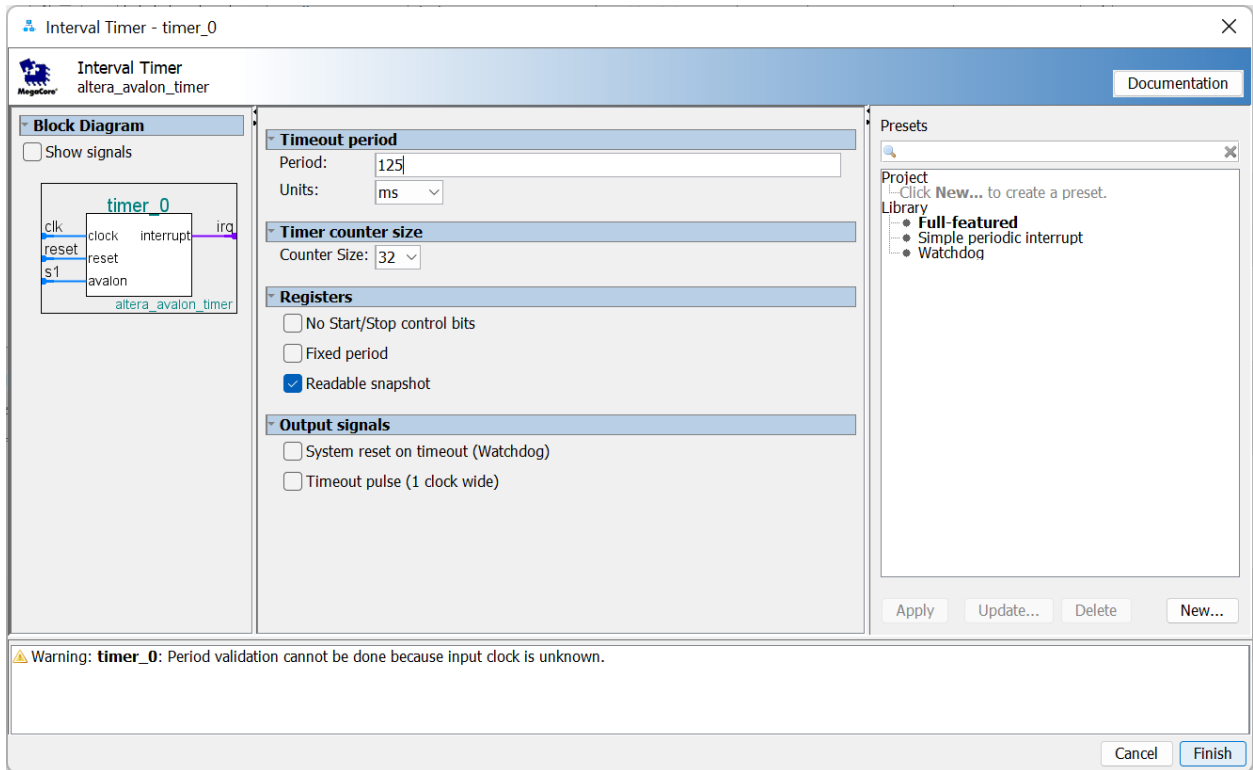 Interval Timer - timer_0
Interval Timer
altera_avalon_timer
MegaCore'
Documentation
Block Diagram
Show signals
timer_0
clk
clock
interrupt
irq
reset
reset
s1
avalon
altera_avalon_timer
Timeout period
Period: 125
Units: ms
Timer counter size
Counter Size: 32
Registers
No Start/Stop control bits
Fixed period
Readable snapshot
Output signals
System reset on timeout (Watchdog)
Timeout pulse (1 clock wide)
Presets
Project
Click New... to create a preset.
Library
Full-featured
Simple periodic interrupt
Watchdog
Apply Update... Delete New...
Warning: timer_0: Period validation cannot be done because input clock is unknown.
Cancel Finish